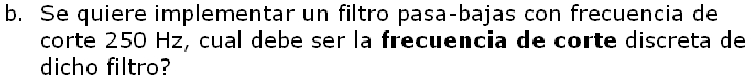 b. Se quiere implementar un filtro pasa-bajas con frecuencia de
corte 250 Hz, cual debe ser la frecuencia de corte discreta de
dicho filtro?